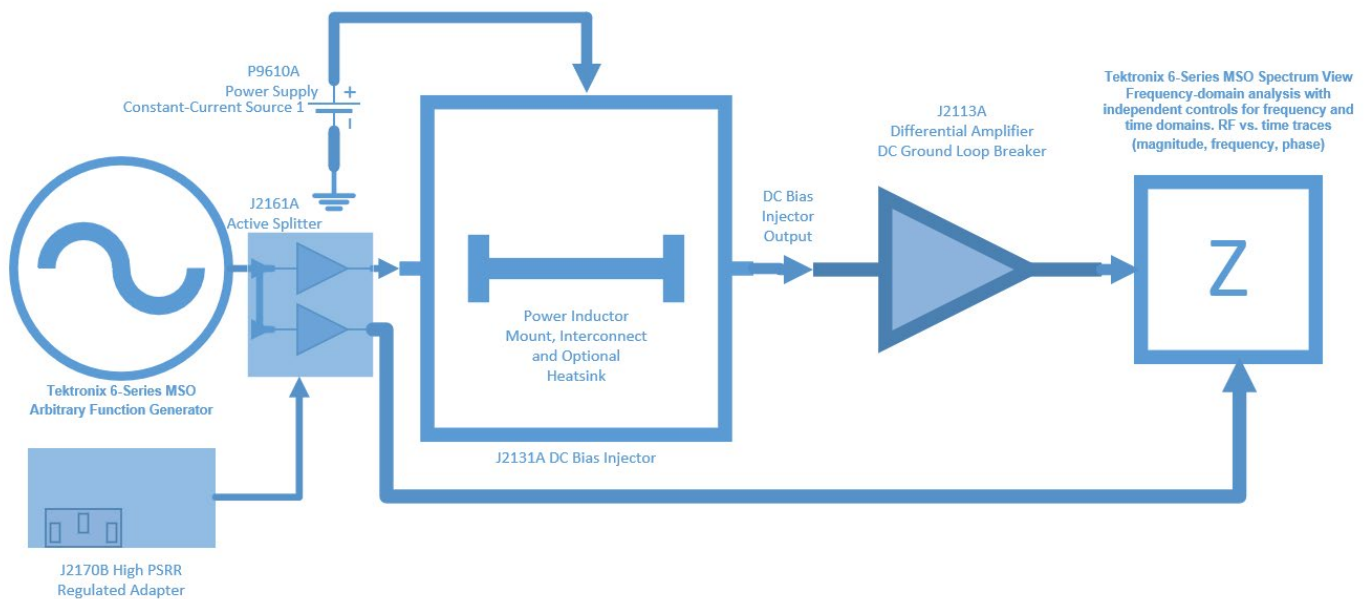 P9610A
Power Supply
Constant-Current Source 1
+
−
Tektronix 6-Series MSO Spectrum View
Frequency-domain analysis with
independent controls for frequency and
time domains. RF vs. time traces
(magnitude, frequency, phase)
J2113A
Differential Amplifier
DC Ground Loop Breaker
J2161A
Active Splitter
DC Bias
Injector
Output
Z
Power Inductor
Mount, Interconnect
and Optional
Heatsink
Tektronix 6-Series MSO
Arbitrary Function Generator
J2131A DC Bias Injector
J2170B High PSRR
Regulated Adapter